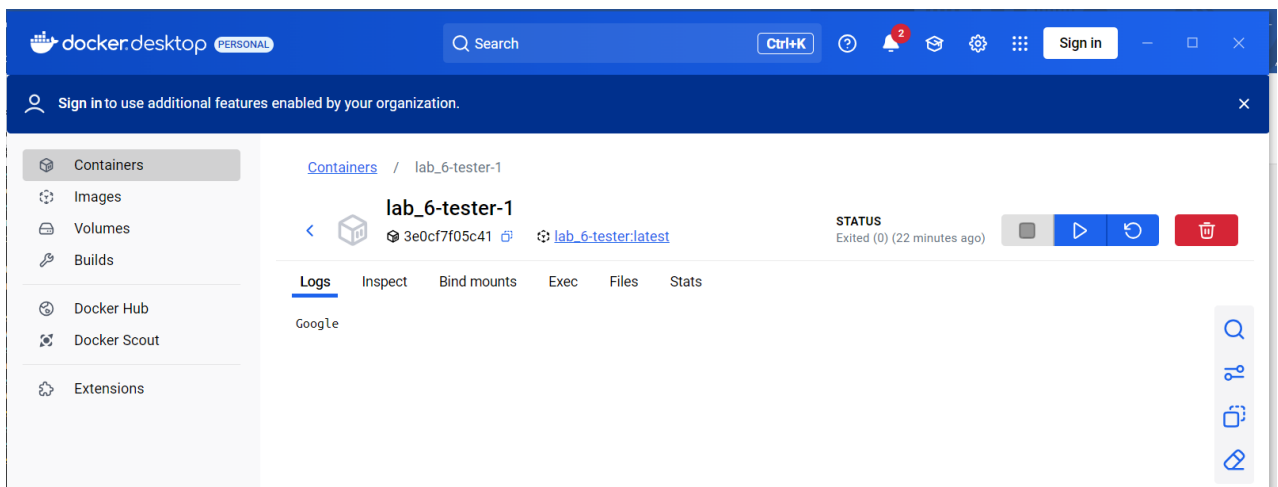 docker.desktop PERSONAL Search Ctrl+K 2 Sign in
Sign in to use additional features enabled by your organization.
Containers
Images
Volumes
Builds
Docker Hub
Docker Scout
Extensions
Containers / lab_6-tester-1
lab_6-tester-1
3e0cf7f05c41 lab_6-tester:latest
STATUS
Exited (0) (22 minutes ago)
Logs Inspect Bind mounts Exec Files Stats
Google